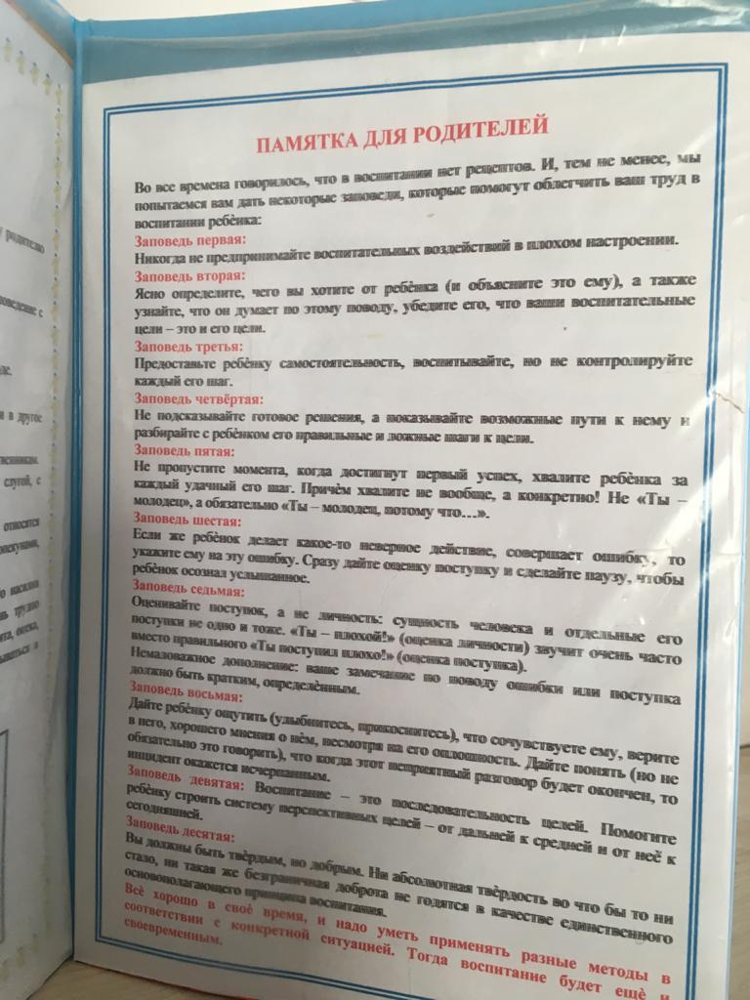 у родителю
роведение с
де.
и в другое
твенникам.
слугой, с
относятся
опекунами,
го насилия
нь трудно
та, опека,
ываться в
ПАМЯТКА ДЛЯ РОДИТЕЛЕЙ
Во все времена говорилось, что в воспитании нет рецептов. И, тем не менее, мы
попытаемся вам дать некоторые заповеди, которые помогут облегчить ваш труд в
воспитании ребёнка:
Заповедь первая:
Никогда не предпринимайте воспитательных воздействий в плохом настроении.
Заповедь вторая:
Ясно определите, чего вы хотите от ребёнка (и объясните это ему), а также
узнайте, что он думает по этому поводу, убедите его, что ваши воспитательные
цели – это и его цели.
Заповедь третья:
Предоставьте ребёнку самостоятельность, воспитывайте, но не контролируйте
каждый его шаг.
Заповедь четвёртая:
Не подсказывайте готовое решения, а показывайте возможные пути к нему и
разбирайте с ребёнком его правильные и ложные шаги к цели.
Заповедь пятая:
Не пропустите момента, когда достигнут первый успех, хвалите ребёнка за
каждый удачный его шаг. Причём хвалите не вообще, а конкретно! Не «Ты –
молодец», а обязательно «Ты – молодец, потому что…».
Заповедь шестая:
Если же ребёнок делает какое-то неверное действие, совершает ошибку, то
укажите ему на эту ошибку. Сразу дайте оценку поступку и сделайте паузу, чтобы
ребёнок осознал услышанное.
Заповедь седьмая:
Оценивайте поступок, а не личность: сущность человека и отдельные его
поступки не одно и тоже. «Ты – плохой!» (оценка личности) звучит очень часто
вместо правильного «Ты поступил плохо!» (оценка поступка).
Немаловажное дополнение: ваше замечание по поводу ошибки или поступка
должно быть кратким, определённым.
Заповедь восьмая:
Дайте ребёнку ощутить (улыбнитесь, прикоснитесь), что сочувствуете ему, верите
в него, хорошего мнения о нём, несмотря на его оплошность. Дайте понять (но не
обязательно это говорить), что когда этот неприятный разговор будет окончен, то
инцидент окажется исчерпанным.
Заповедь девятая: Воспитание – это последовательность целей. Помогите
ребёнку строить систему перспективных целей – от дальней к средней и от неё к
сегодняшней.
Заповедь десятая:
Вы должны быть твёрдым, но добрым. Ни абсолютная твёрдость во что бы то ни
стало, ни такая же безграничная доброта не годятся в качестве единственного
основополагающего принципа воспитания.
Всё хорошо в своё время, и надо уметь применять разные методы в
соответствии с конкретной ситуацией. Тогда воспитание будет ещё и
своевременным.